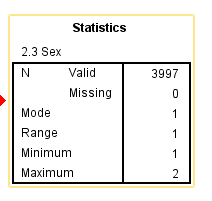 Statistics
2.3 Sex
N Valid 3997
Missing 0
Mode 1
Range 1
Minimum 1
Maximum 2